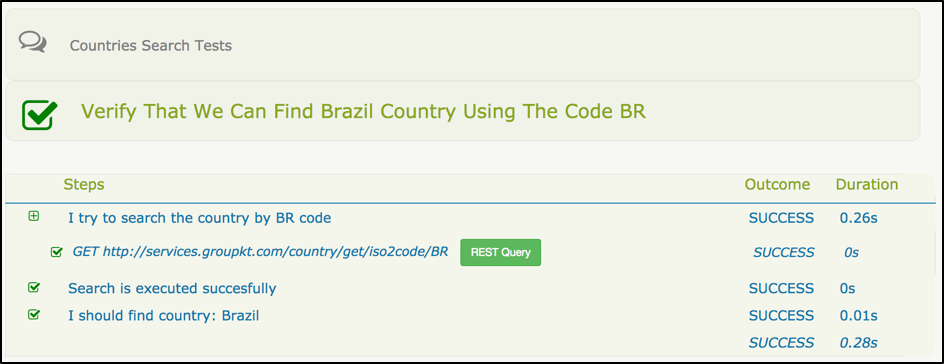 Countries Search Tests
Verify That We Can Find Brazil Country Using The Code BR
Steps Outcome Duration
I try to search the country by BR code SUCCESS 0.26s
GET http://services.groupkt.com/country/get/iso2code/BR REST Query SUCCESS 0s
Search is executed succesfully SUCCESS 0s
I should find country: Brazil SUCCESS 0.01s
SUCCESS 0.28s